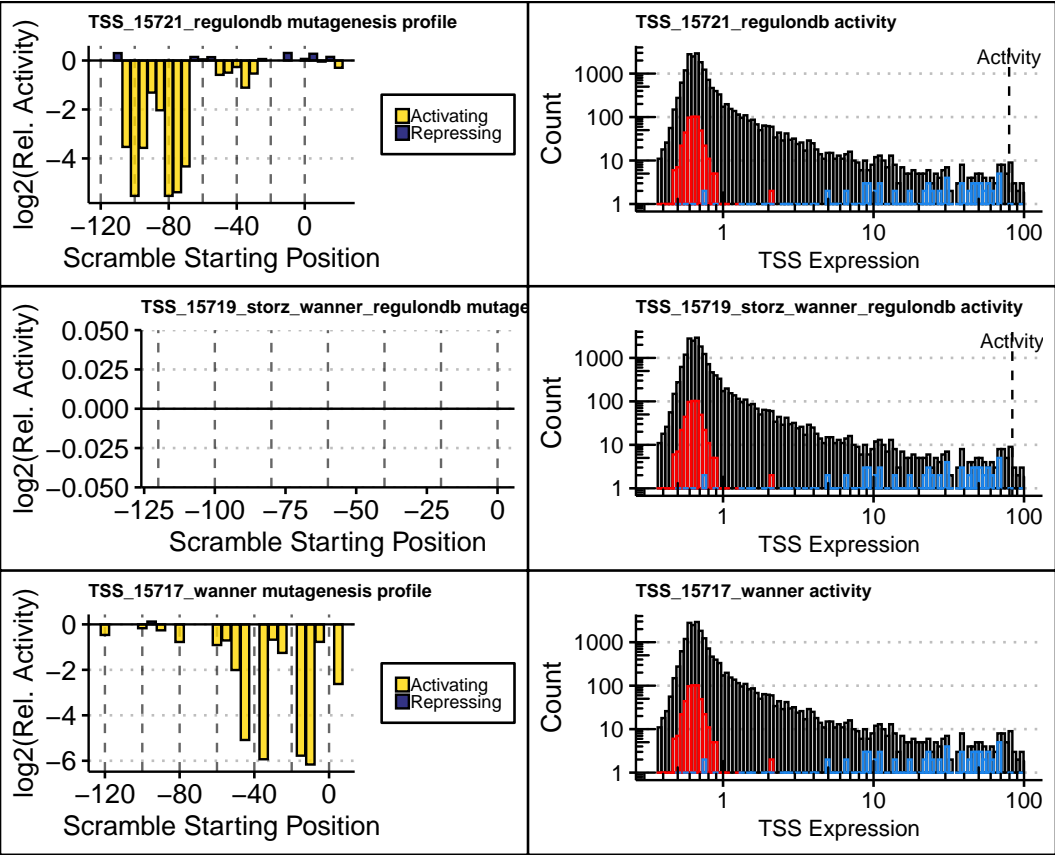 TSS_15721_regulondb mutagenesis profile
log2(Rel. Activity)
0
−2
−4
−120 −80 −40 0
Scramble Starting Position
Activating
Repressing
TSS_15721_regulondb activity
Activity
Count
1000
100
10
1
1 10 100
TSS Expression
TSS_15719_storz_wanner_regulondb mutage
log2(Rel. Activity)
0.050
0.025
0.000
−0.025
−0.050
−125 −100 −75 −50 −25 0
Scramble Starting Position
TSS_15719_storz_wanner_regulondb activity
Activity
Count
1000
100
10
1
1 10 100
TSS Expression
TSS_15717_wanner mutagenesis profile
log2(Rel. Activity)
0
−2
−4
−6
−120 −80 −40 0
Scramble Starting Position
Activating
Repressing
TSS_15717_wanner activity
Count
1000
100
10
1
1 10 100
TSS Expression